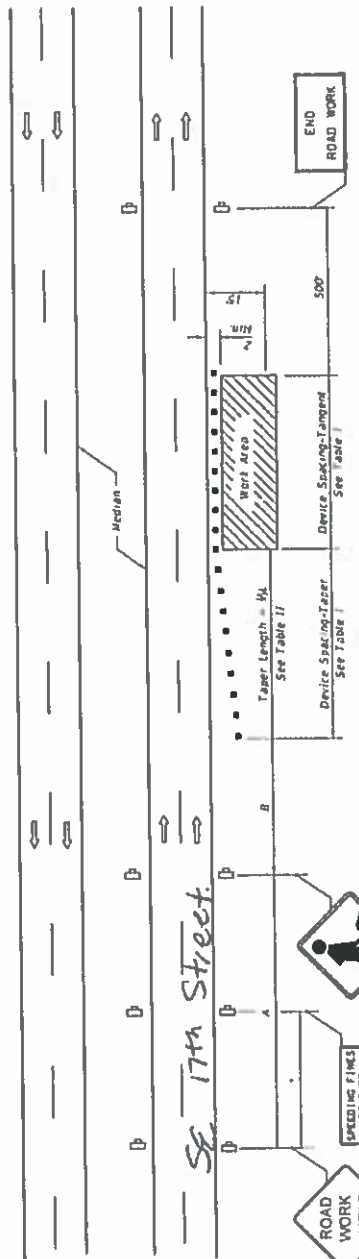 Median
SE 17th Street
15'
2'
Min.
Work Area
Taper Length =
See Table II
Device Spacing-Taper
See Table I
Device Spacing-Tangent
See Table I
500'
B
A
END
ROAD WORK
ROAD
WORK
SPEEDING FINES